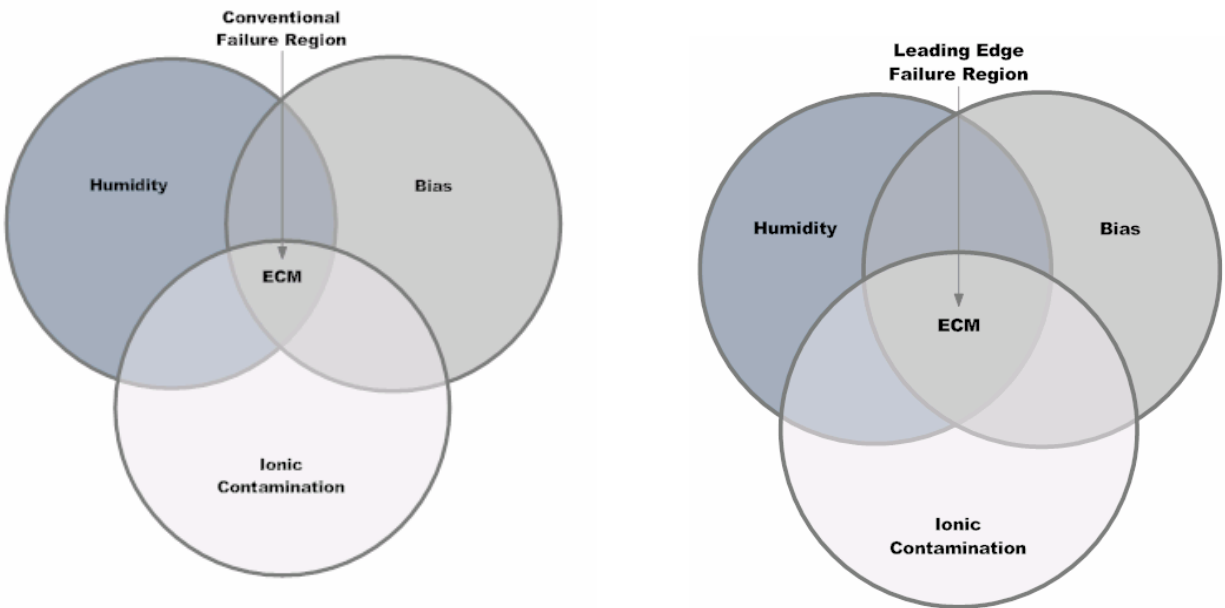 Conventional
Failure Region
Humidity
Bias
ECM
Ionic
Contamination
Leading Edge
Failure Region
Humidity
Bias
ECM
Ionic
Contamination